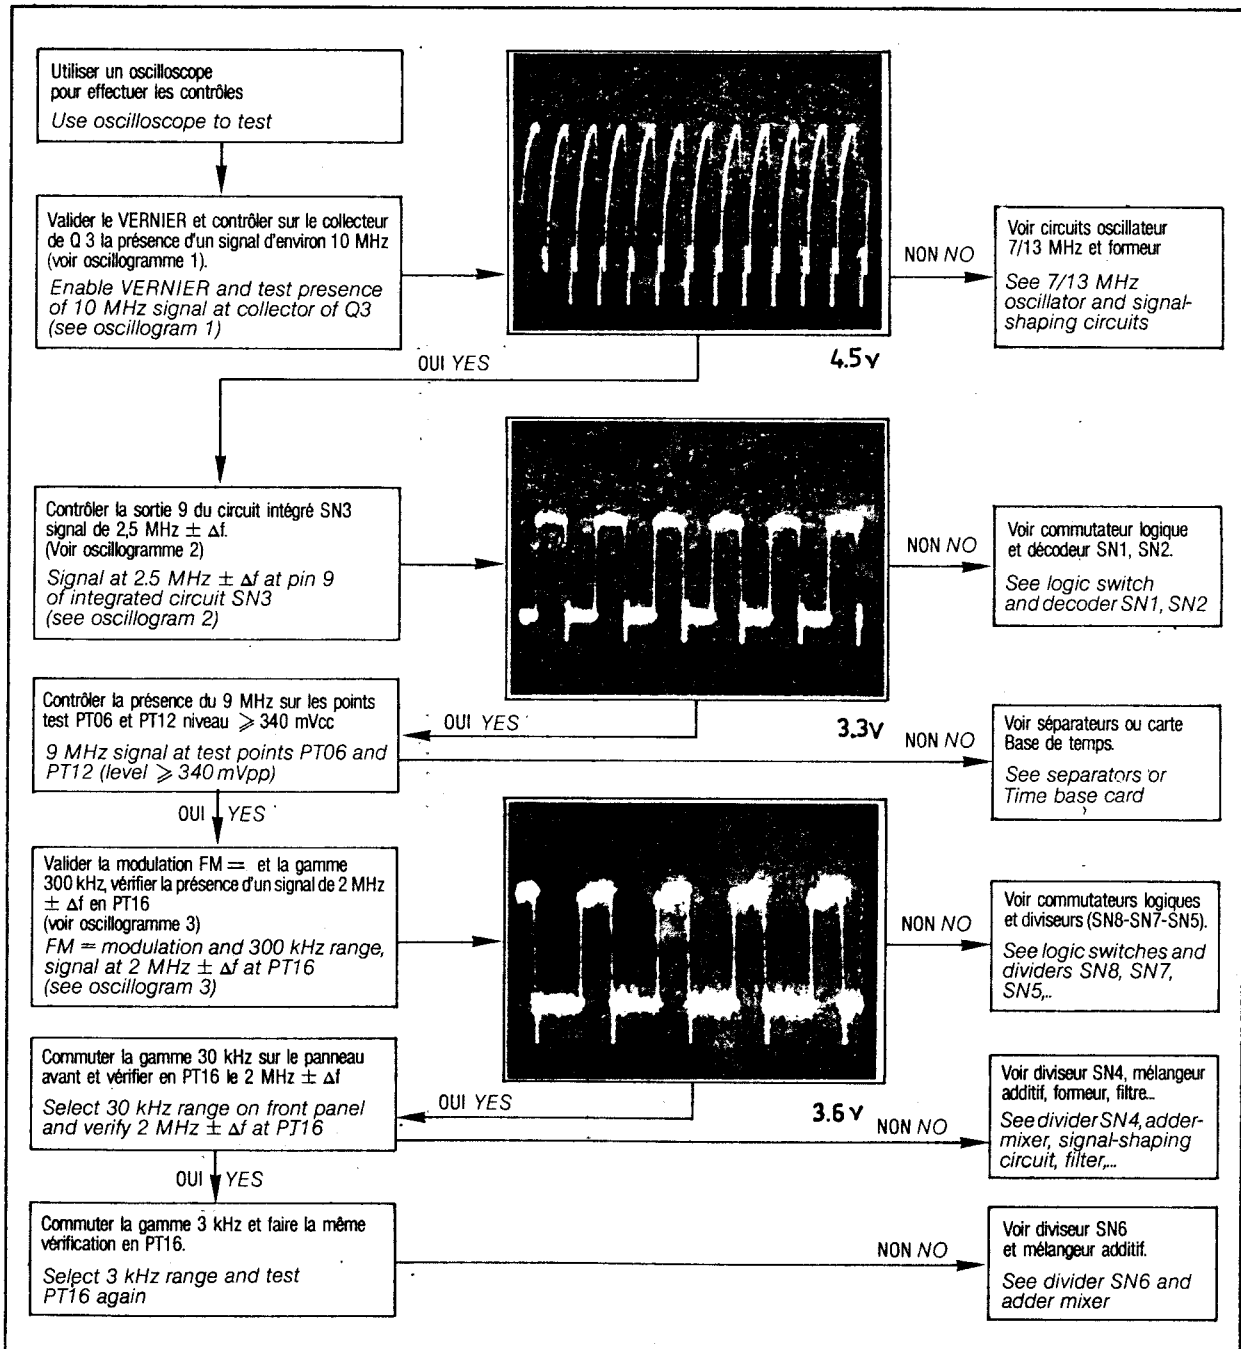 Utiliser un oscilloscope
pour effectuer les contrôles
Use oscilloscope to test
Valider le VERNIER et contrôler sur le collecteur
de Q 3 la présence d'un signal d'environ 10 MHz
(voir oscillogramme 1).
Enable VERNIER and test presence
of 10 MHz signal at collector of Q3
(see oscillogram 1)
NON NO
Voir circuits oscillateur
7/13 MHz et formeur
See 7/13 MHz
oscillator and signal-
shaping circuits
4.5 v
OUI YES
Contrôler la sortie 9 du circuit intégré SN3
signal de 2,5 MHz ± Δf.
(Voir oscillogramme 2)
Signal at 2.5 MHz ± Δf at pin 9
of integrated circuit SN3
(see oscillogram 2)
NON NO
Voir commutateur logique
et décodeur SN1, SN2.
See logic switch
and decoder SN1, SN2
3.3v
OUI YES
Contrôler la présence du 9 MHz sur les points
test PT06 et PT12 niveau ⩾ 340 mVcc
9 MHz signal at test points PT06 and
PT12 (level ⩾ 340 mVpp)
NON NO
Voir séparateurs ou carte
Base de temps.
See separators or
Time base card
OUI YES
Valider la modulation FM = et la gamme
300 kHz, vérifier la présence d'un signal de 2 MHz
± Δf en PT16
(voir oscillogramme 3)
FM = modulation and 300 kHz range,
signal at 2 MHz ± Δf at PT16
(see oscillogram 3)
NON NO
Voir commutateurs logiques
et diviseurs (SN8-SN7-SN5).
See logic switches and
dividers SN8, SN7,
SN5,..
3.6 v
OUI YES
Commuter la gamme 30 kHz sur le panneau
avant et vérifier en PT16 le 2 MHz ± Δf
Select 30 kHz range on front panel
and verify 2 MHz ± Δf at PT16
NON NO
Voir diviseur SN4, mélangeur
additif, formeur, filtre...
See divider SN4, adder-
mixer, signal-shaping
circuit, filter,...
OUI YES
Commuter la gamme 3 kHz et faire la même
vérification en PT16.
Select 3 kHz range and test
PT16 again
NON NO
Voir diviseur SN6
et mélangeur additif.
See divider SN6 and
adder mixer